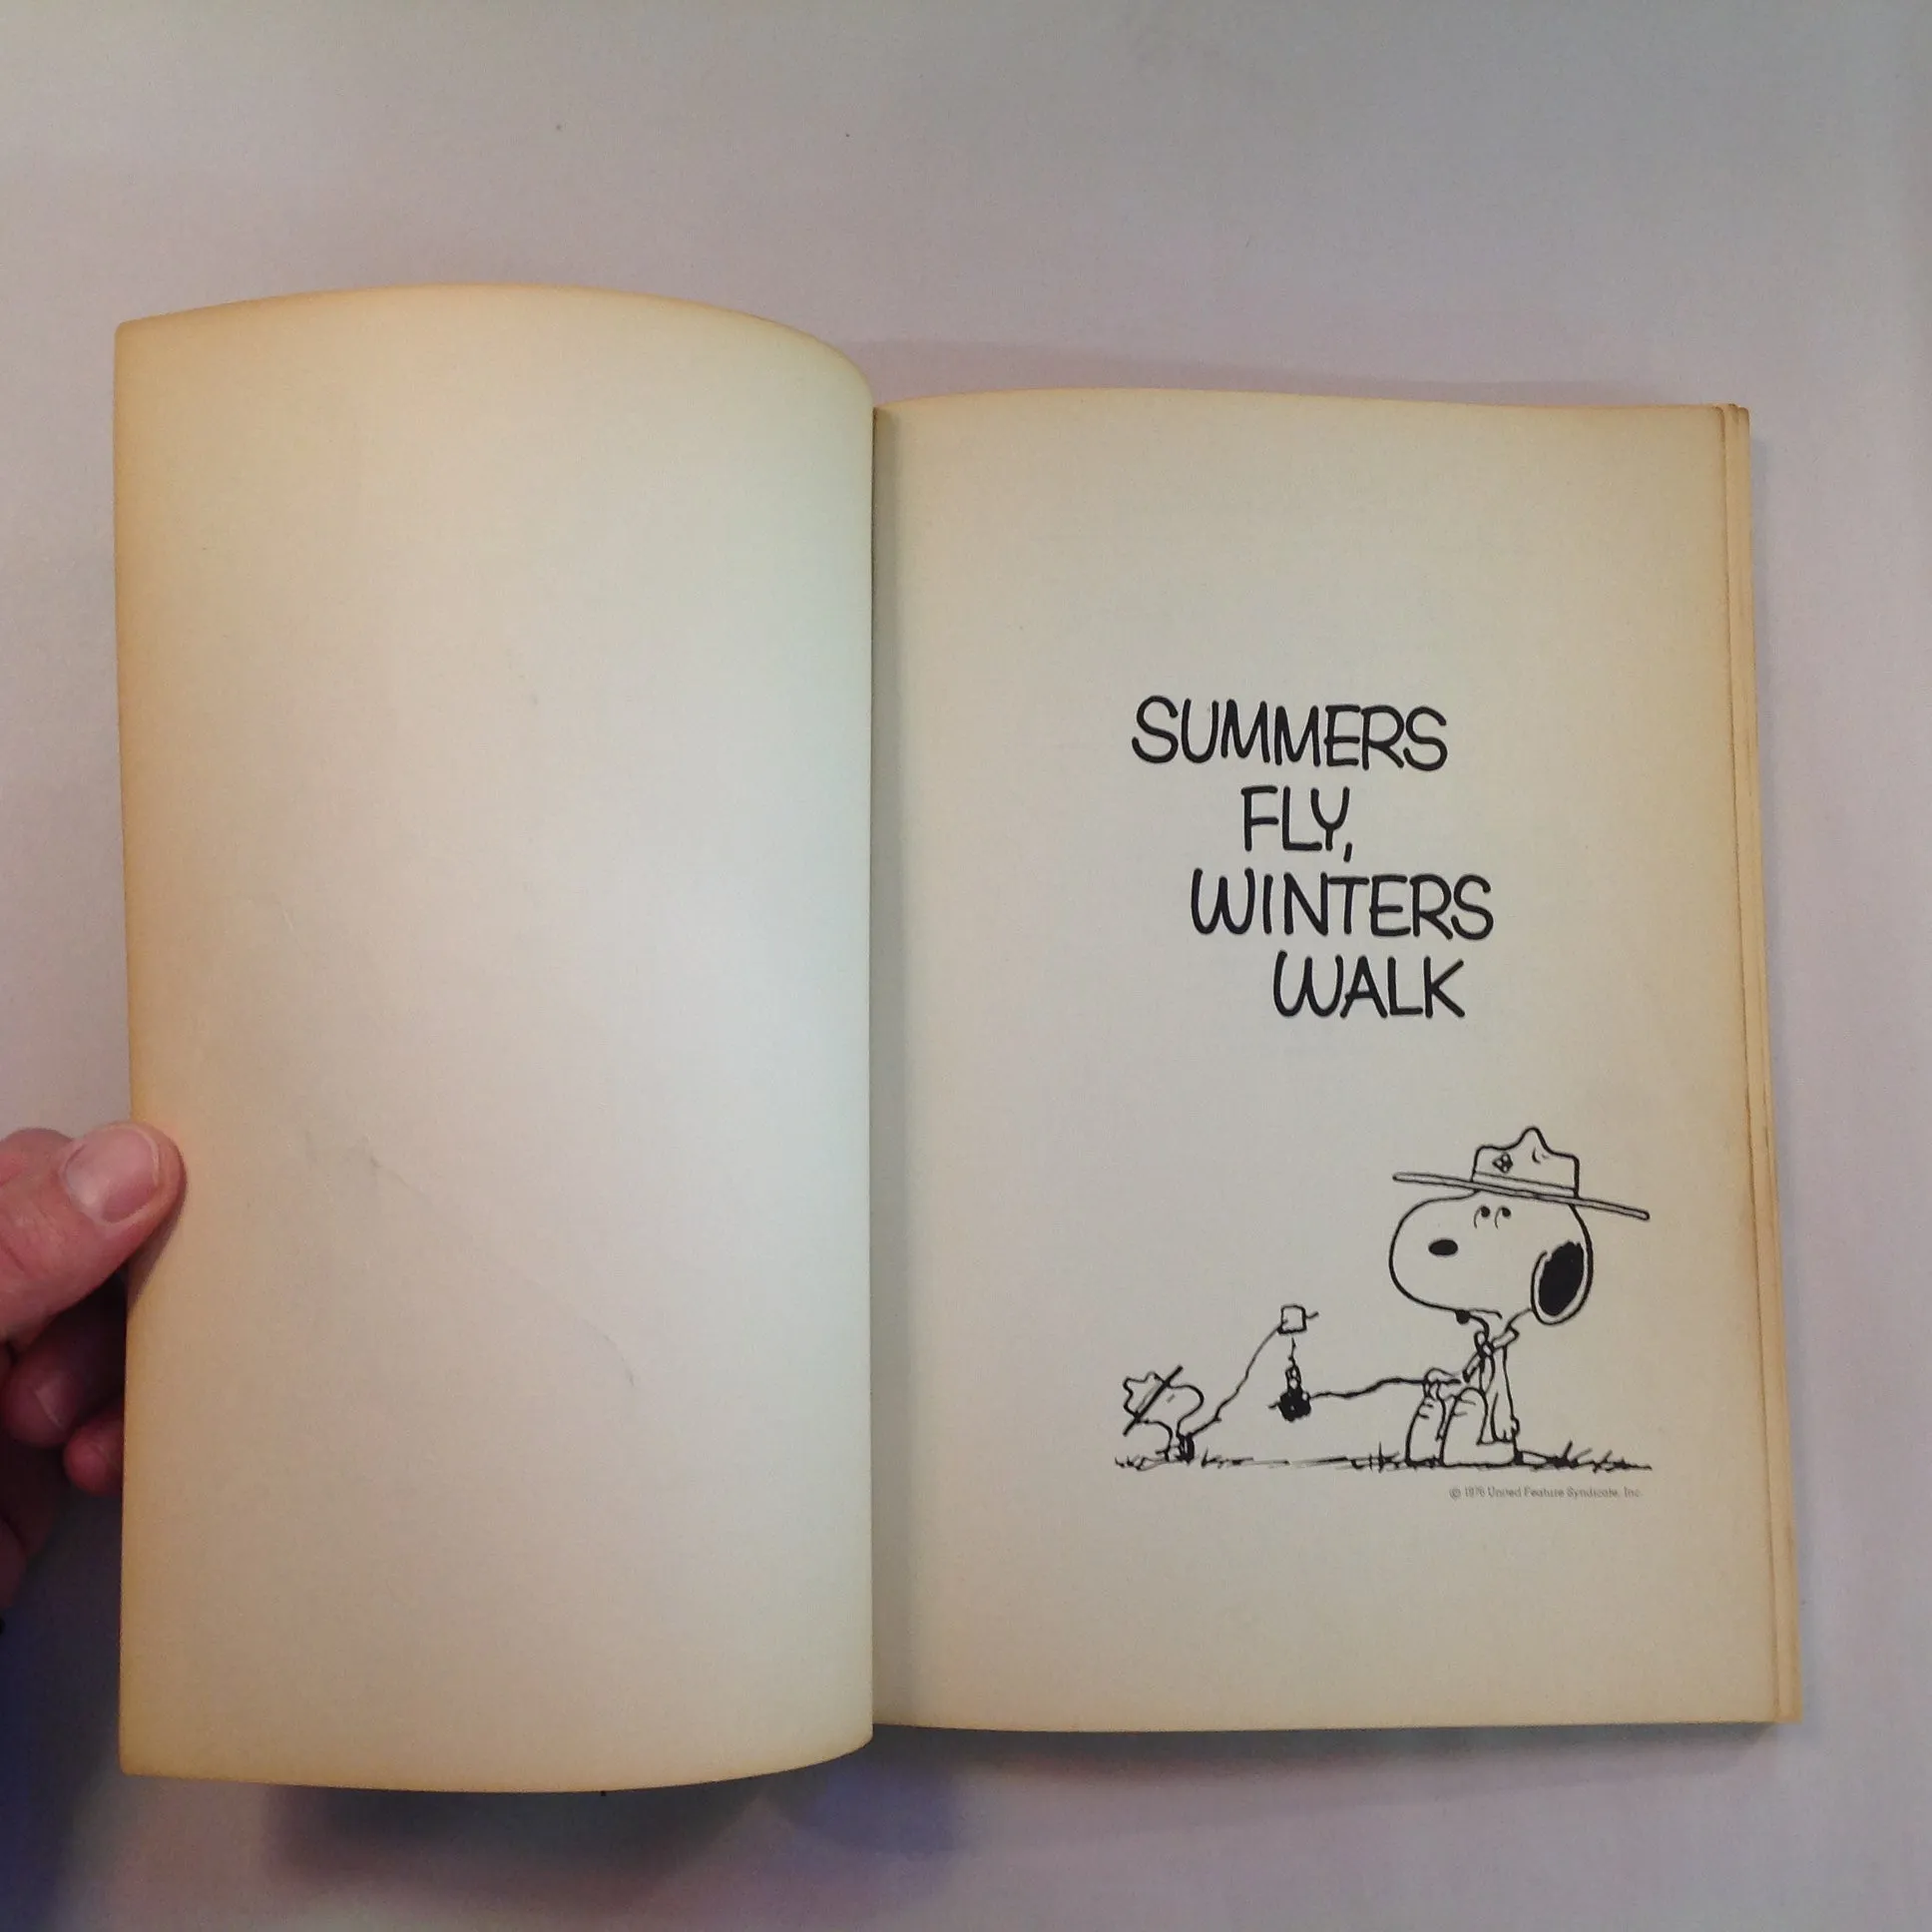 SUMMERS
FLY,
WINTERS
WALK
© 1976 United Feature Syndicate, Inc.